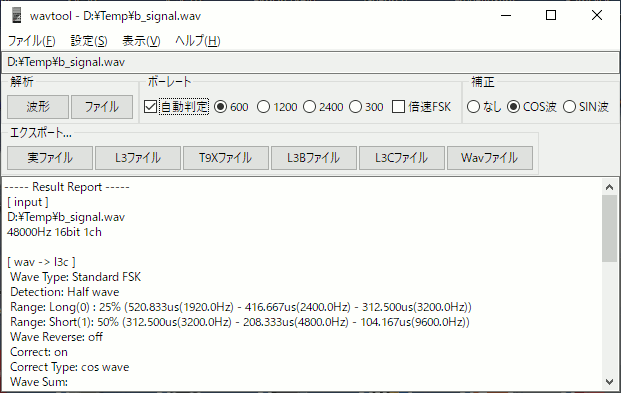 wavtool - D:¥Temp¥b_signal.wav
ファイル(F) 設定(S) 表示(V) ヘルプ(H)
D:¥Temp¥b_signal.wav
解析 ボーレート 補正
波形 ファイル 自動判定 600 1200 2400 300 倍速FSK なし COS波 SIN波
エクスポート...
実ファイル L3ファイル T9Xファイル L3Bファイル L3Cファイル Wavファイル
----- Result Report -----
[ input ]
D:¥Temp¥b_signal.wav
48000Hz 16bit 1ch
[ wav -> l3c ]
Wave Type: Standard FSK
Detection: Half wave
Range: Long(0) : 25% (520.833us(1920.0Hz) - 416.667us(2400.0Hz) - 312.500us(3200.0Hz))
Range: Short(1): 50% (312.500us(3200.0Hz) - 208.333us(4800.0Hz) - 104.167us(9600.0Hz))
Wave Reverse: off
Correct: on
Correct Type: cos wave
Wave Sum: